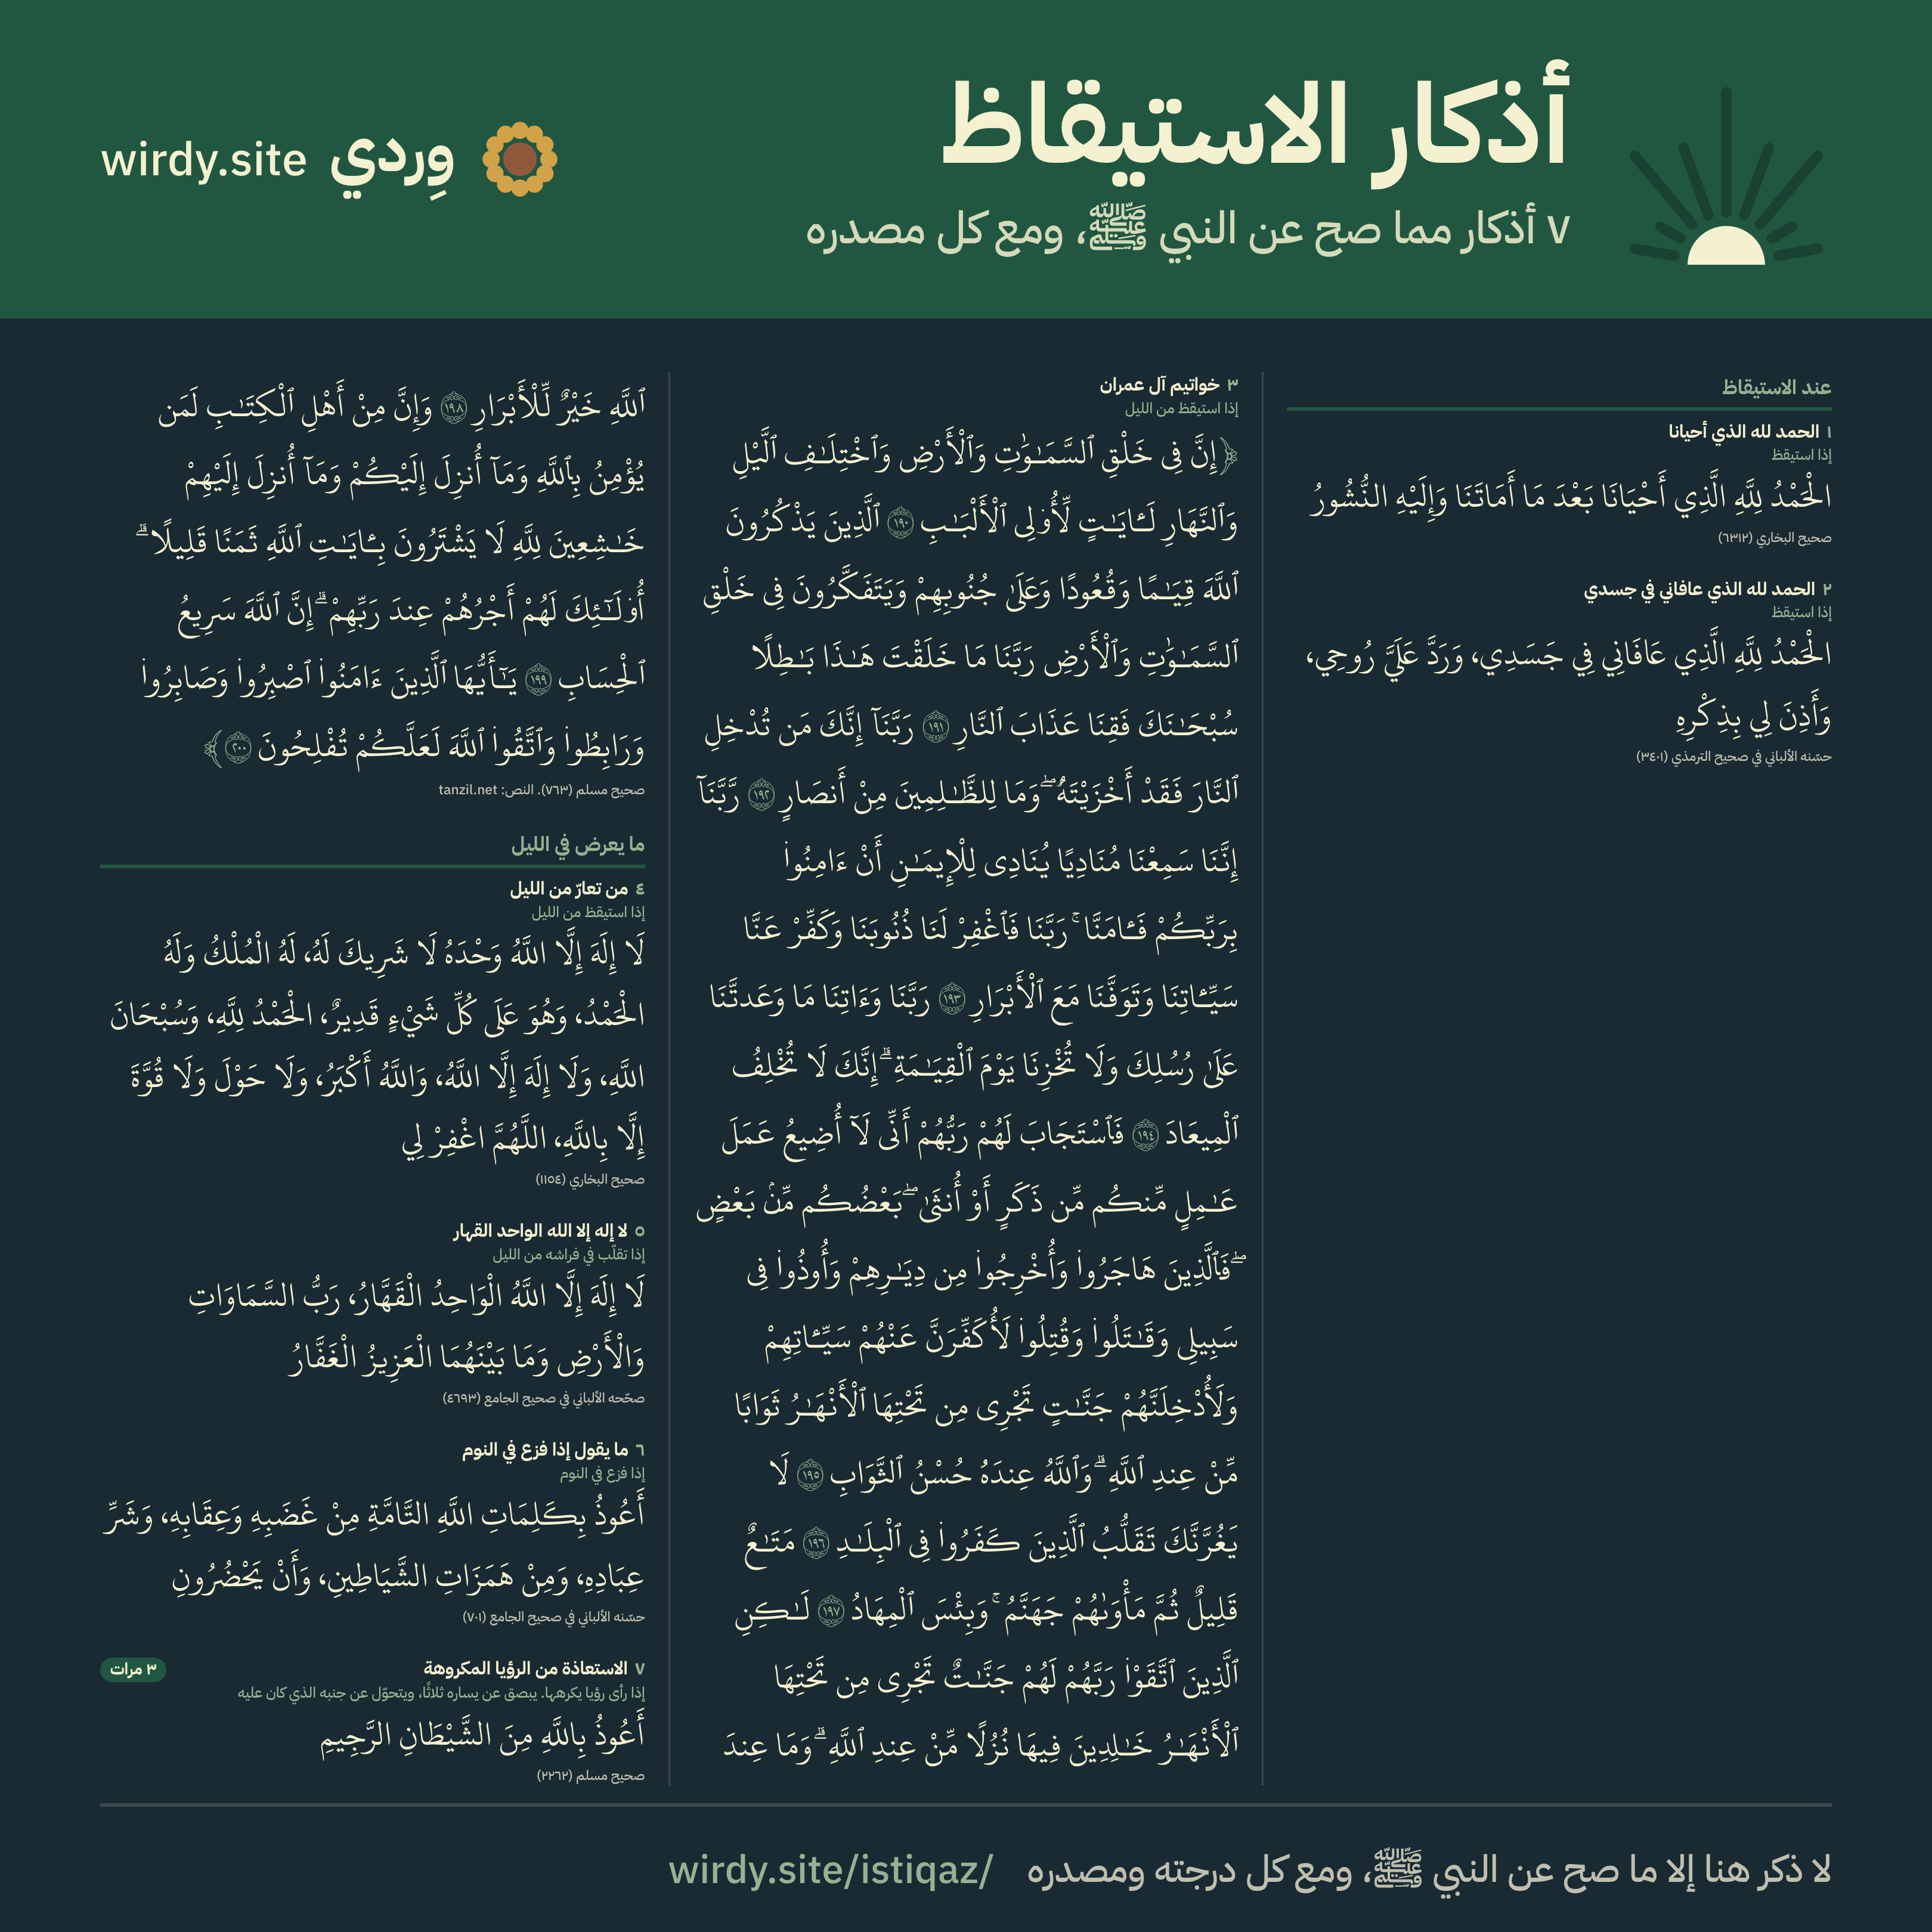 أذكار الاستيقاظ
٧ أذكار مما صح عن النبي ﷺ، ومع كل مصدره
وِردي wirdy.site
عند الاستيقاظ
١ الحمد لله الذي أحيانا
إذا استيقظ
الْحَمْدُ لِلَّهِ الَّذِي أَحْيَانَا بَعْدَ مَا أَمَاتَنَا وَإِلَيْهِ النُّشُورُ
صحيح البخاري (٦٣١٢)
٢ الحمد لله الذي عافاني في جسدي
إذا استيقظ
الْحَمْدُ لِلَّهِ الَّذِي عَافَانِي فِي جَسَدِي، وَرَدَّ عَلَيَّ رُوحِي،
وَأَذِنَ لِي بِذِكْرِهِ
حسّنه الألباني في صحيح الترمذي (٣٤٠١)
٣ خواتيم آل عمران
إذا استيقظ من الليل
﴿إِنَّ فِى خَلْقِ ٱلسَّمَـٰوَٰتِ وَٱلْأَرْضِ وَٱخْتِلَـٰفِ ٱلَّيْلِ
وَٱلنَّهَارِ لَـَٔايَـٰتٍ لِّأُو۟لِى ٱلْأَلْبَـٰبِ ١٩٠ ٱلَّذِينَ يَذْكُرُونَ
ٱللَّهَ قِيَـٰمًا وَقُعُودًا وَعَلَىٰ جُنُوبِهِمْ وَيَتَفَكَّرُونَ فِى خَلْقِ
ٱلسَّمَـٰوَٰتِ وَٱلْأَرْضِ رَبَّنَا مَا خَلَقْتَ هَـٰذَا بَـٰطِلًا
سُبْحَـٰنَكَ فَقِنَا عَذَابَ ٱلنَّارِ ١٩١ رَبَّنَآ إِنَّكَ مَن تُدْخِلِ
ٱلنَّارَ فَقَدْ أَخْزَيْتَهُۥ ۖ وَمَا لِلظَّـٰلِمِينَ مِنْ أَنصَارٍ ١٩٢ رَّبَّنَآ
إِنَّنَا سَمِعْنَا مُنَادِيًا يُنَادِى لِلْإِيمَـٰنِ أَنْ ءَامِنُوا۟
بِرَبِّكُمْ فَـَٔامَنَّا ۚ رَبَّنَا فَٱغْفِرْ لَنَا ذُنُوبَنَا وَكَفِّرْ عَنَّا
سَيِّـَٔاتِنَا وَتَوَفَّنَا مَعَ ٱلْأَبْرَارِ ١٩٣ رَبَّنَا وَءَاتِنَا مَا وَعَدتَّنَا
عَلَىٰ رُسُلِكَ وَلَا تُخْزِنَا يَوْمَ ٱلْقِيَـٰمَةِ ۗ إِنَّكَ لَا تُخْلِفُ
ٱلْمِيعَادَ ١٩٤ فَٱسْتَجَابَ لَهُمْ رَبُّهُمْ أَنِّى لَآ أُضِيعُ عَمَلَ
عَـٰمِلٍ مِّنكُم مِّن ذَكَرٍ أَوْ أُنثَىٰ ۖ بَعْضُكُم مِّنۢ بَعْضٍ
ۖ فَٱلَّذِينَ هَاجَرُوا۟ وَأُخْرِجُوا۟ مِن دِيَـٰرِهِمْ وَأُوذُوا۟ فِى
سَبِيلِى وَقَـٰتَلُوا۟ وَقُتِلُوا۟ لَأُكَفِّرَنَّ عَنْهُمْ سَيِّـَٔاتِهِمْ
وَلَأُدْخِلَنَّهُمْ جَنَّـٰتٍ تَجْرِى مِن تَحْتِهَا ٱلْأَنْهَـٰرُ ثَوَابًا
مِّنْ عِندِ ٱللَّهِ ۗ وَٱللَّهُ عِندَهُۥ حُسْنُ ٱلثَّوَابِ ١٩٥ لَا
يَغُرَّنَّكَ تَقَلُّبُ ٱلَّذِينَ كَفَرُوا۟ فِى ٱلْبِلَـٰدِ ١٩٦ مَتَـٰعٌ
قَلِيلٌ ثُمَّ مَأْوَىٰهُمْ جَهَنَّمُ ۚ وَبِئْسَ ٱلْمِهَادُ ١٩٧ لَـٰكِنِ
ٱلَّذِينَ ٱتَّقَوْا۟ رَبَّهُمْ لَهُمْ جَنَّـٰتٌ تَجْرِى مِن تَحْتِهَا
ٱلْأَنْهَـٰرُ خَـٰلِدِينَ فِيهَا نُزُلًا مِّنْ عِندِ ٱللَّهِ ۗ وَمَا عِندَ
ٱللَّهِ خَيْرٌ لِّلْأَبْرَارِ ١٩٨ وَإِنَّ مِنْ أَهْلِ ٱلْكِتَـٰبِ لَمَن
يُؤْمِنُ بِٱللَّهِ وَمَآ أُنزِلَ إِلَيْكُمْ وَمَآ أُنزِلَ إِلَيْهِمْ
خَـٰشِعِينَ لِلَّهِ لَا يَشْتَرُونَ بِـَٔايَـٰتِ ٱللَّهِ ثَمَنًا قَلِيلًا ۗ
أُو۟لَـٰٓئِكَ لَهُمْ أَجْرُهُمْ عِندَ رَبِّهِمْ ۗ إِنَّ ٱللَّهَ سَرِيعُ
ٱلْحِسَابِ ١٩٩ يَـٰٓأَيُّهَا ٱلَّذِينَ ءَامَنُوا۟ ٱصْبِرُوا۟ وَصَابِرُوا۟
وَرَابِطُوا۟ وَٱتَّقُوا۟ ٱللَّهَ لَعَلَّكُمْ تُفْلِحُونَ ٢٠٠﴾
صحيح مسلم (٧٦٣). النص: tanzil.net
ما يعرض في الليل
٤ من تعارّ من الليل
إذا استيقظ من الليل
لَا إِلَهَ إِلَّا اللَّهُ وَحْدَهُ لَا شَرِيكَ لَهُ، لَهُ الْمُلْكُ وَلَهُ
الْحَمْدُ، وَهُوَ عَلَى كُلِّ شَيْءٍ قَدِيرٌ، الْحَمْدُ لِلَّهِ، وَسُبْحَانَ
اللَّهِ، وَلَا إِلَهَ إِلَّا اللَّهُ، وَاللَّهُ أَكْبَرُ، وَلَا حَوْلَ وَلَا قُوَّةَ
إِلَّا بِاللَّهِ، اللَّهُمَّ اغْفِرْ لِي
صحيح البخاري (١١٥٤)
٥ لا إله إلا الله الواحد القهار
إذا تقلّب في فراشه من الليل
لَا إِلَهَ إِلَّا اللَّهُ الْوَاحِدُ الْقَهَّارُ، رَبُّ السَّمَاوَاتِ
وَالْأَرْضِ وَمَا بَيْنَهُمَا الْعَزِيزُ الْغَفَّارُ
صحّحه الألباني في صحيح الجامع (٤٦٩٣)
٦ ما يقول إذا فزع في النوم
إذا فزع في النوم
أَعُوذُ بِكَلِمَاتِ اللَّهِ التَّامَّةِ مِنْ غَضَبِهِ وَعِقَابِهِ، وَشَرِّ
عِبَادِهِ، وَمِنْ هَمَزَاتِ الشَّيَاطِينِ، وَأَنْ يَحْضُرُونِ
حسّنه الألباني في صحيح الجامع (٧٠١)
٧ الاستعاذة من الرؤيا المكروهة ٣ مرات
إذا رأى رؤيا يكرهها. يبصق عن يساره ثلاثًا، ويتحوّل عن جنبه الذي كان عليه
أَعُوذُ بِاللَّهِ مِنَ الشَّيْطَانِ الرَّجِيمِ
صحيح مسلم (٢٢٦٢)
لا ذكر هنا إلا ما صح عن النبي ﷺ، ومع كل درجته ومصدره wirdy.site/istiqaz/